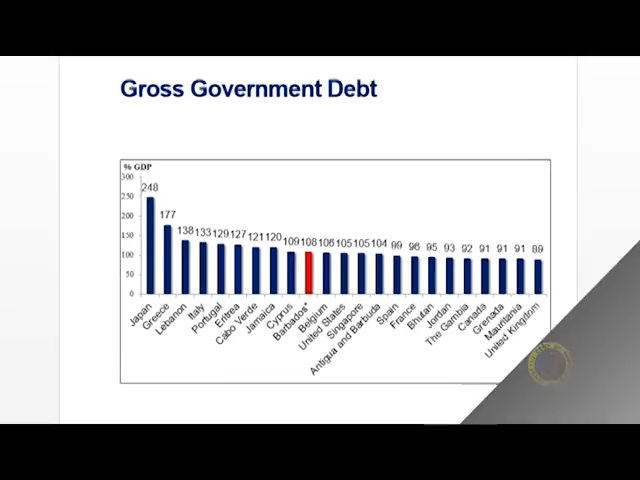 Gross Government Debt
% GDP
300
250
200
150
100
50
0
248
177
138
133
129
127
121
120
109
108
106
105
105
104
99
96
95
93
92
91
91
91
89
Japan
Greece
Lebanon
Italy
Portugal
Eritrea
Cabo Verde
Jamaica
Cyprus
Barbados*
Belgium
United States
Singapore
Antigua and Barbuda
Spain
France
Bhutan
Jordan
The Gambia
Canada
Grenada
Mauritania
United Kingdom